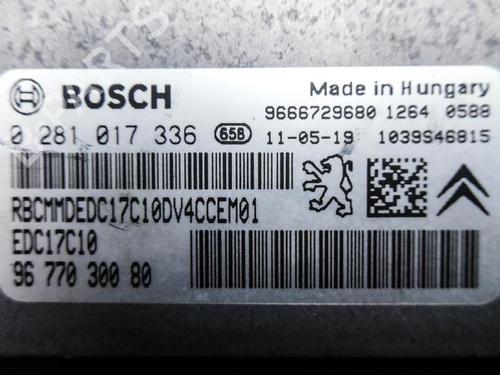 BOSCH
Made in Hungary
9666729680 1264 0588
0 281 017 336 658 11-05-19 1039S46815
RBCMMDEDC17C10DV4CCEM01
EDC17C10
96 770 300 80